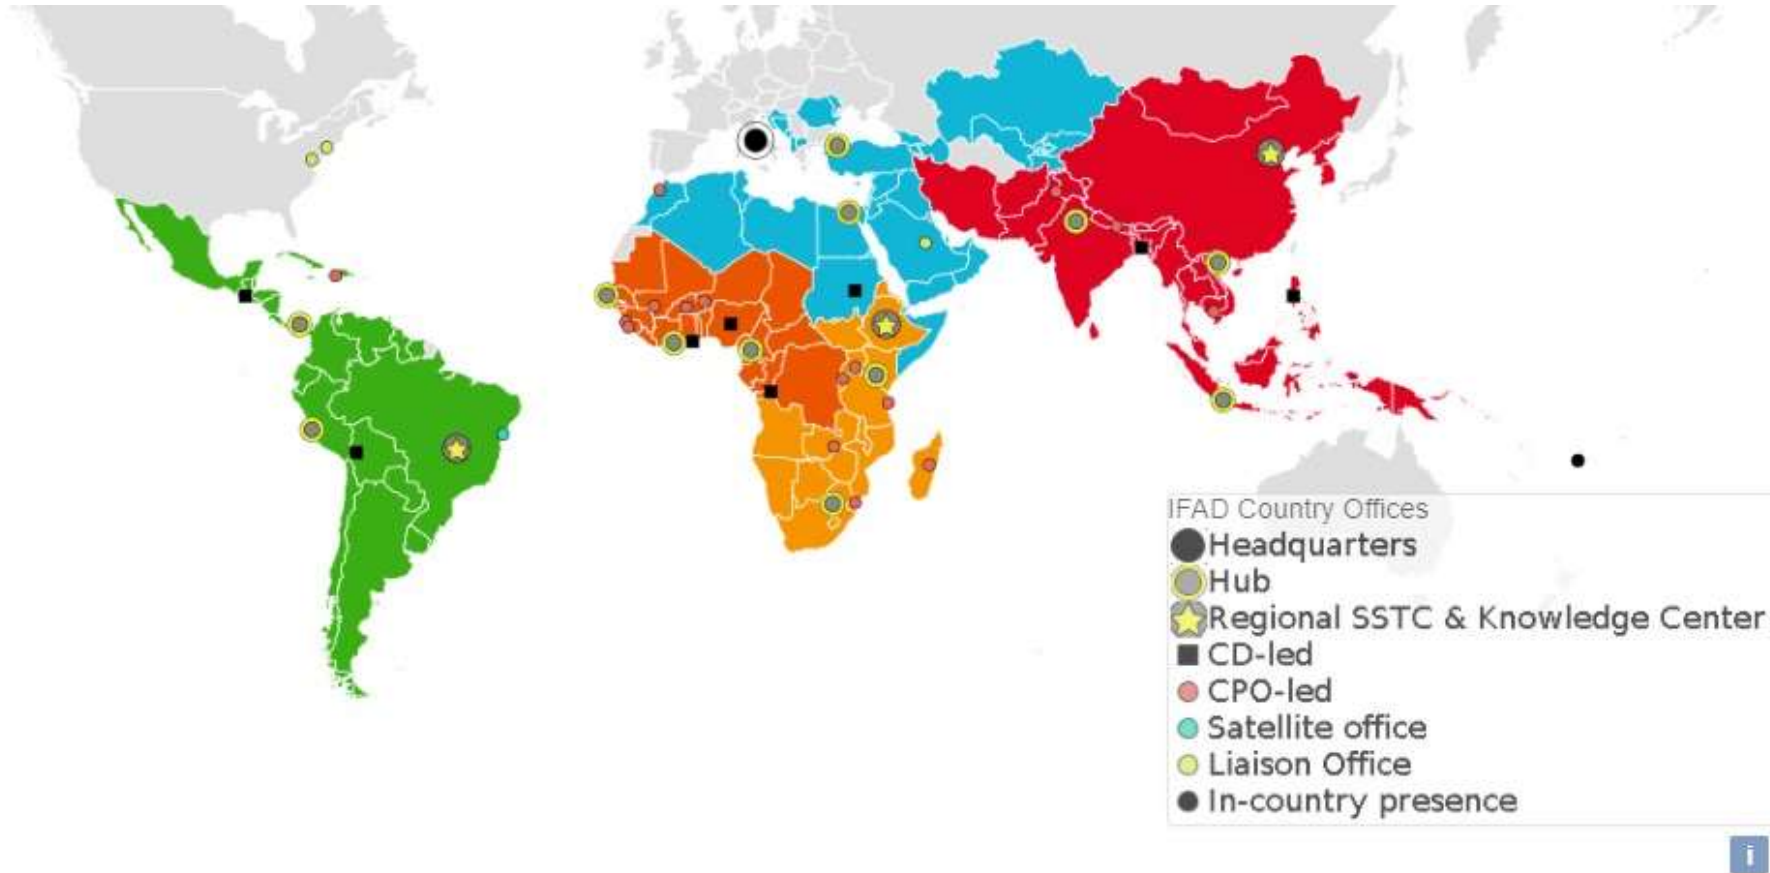 IFAD Country Offices
Headquarters
Hub
Regional SSTC & Knowledge Center
CD-led
CPO-led
Satellite office
Liaison Office
In-country presence
i